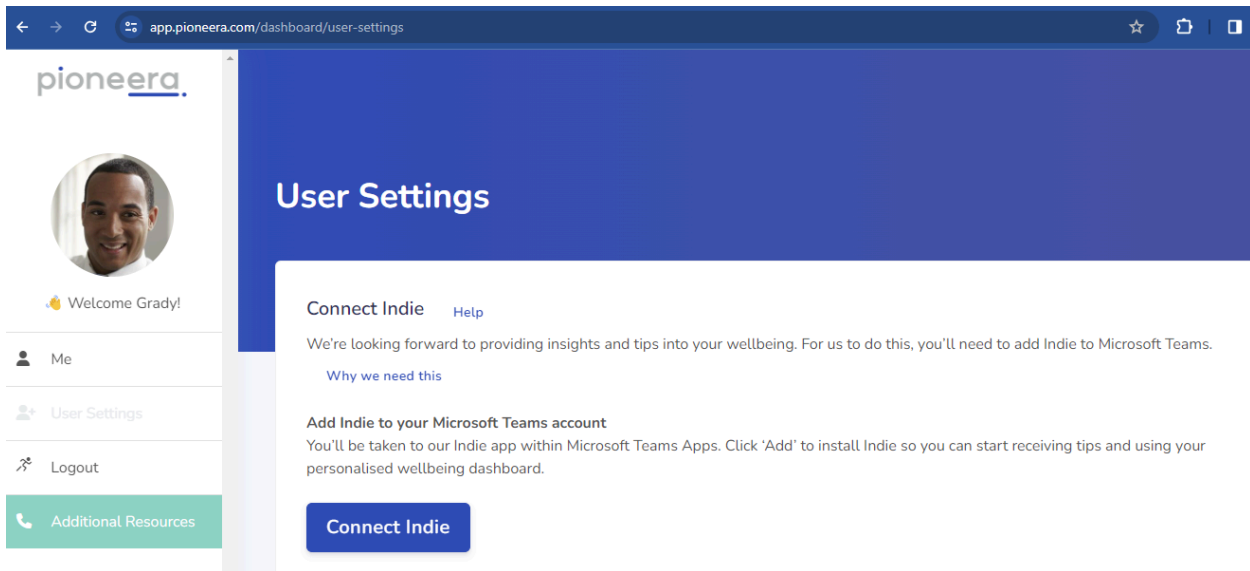 app.pioneera.com/dashboard/user-settings
pioneera.
👋 Welcome Grady!
Me
User Settings
Logout
Additional Resources
User Settings
Connect Indie Help
We're looking forward to providing insights and tips into your wellbeing. For us to do this, you'll need to add Indie to Microsoft Teams.
Why we need this
Add Indie to your Microsoft Teams account
You'll be taken to our Indie app within Microsoft Teams Apps. Click ‘Add’ to install Indie so you can start receiving tips and using your
personalised wellbeing dashboard.
Connect Indie